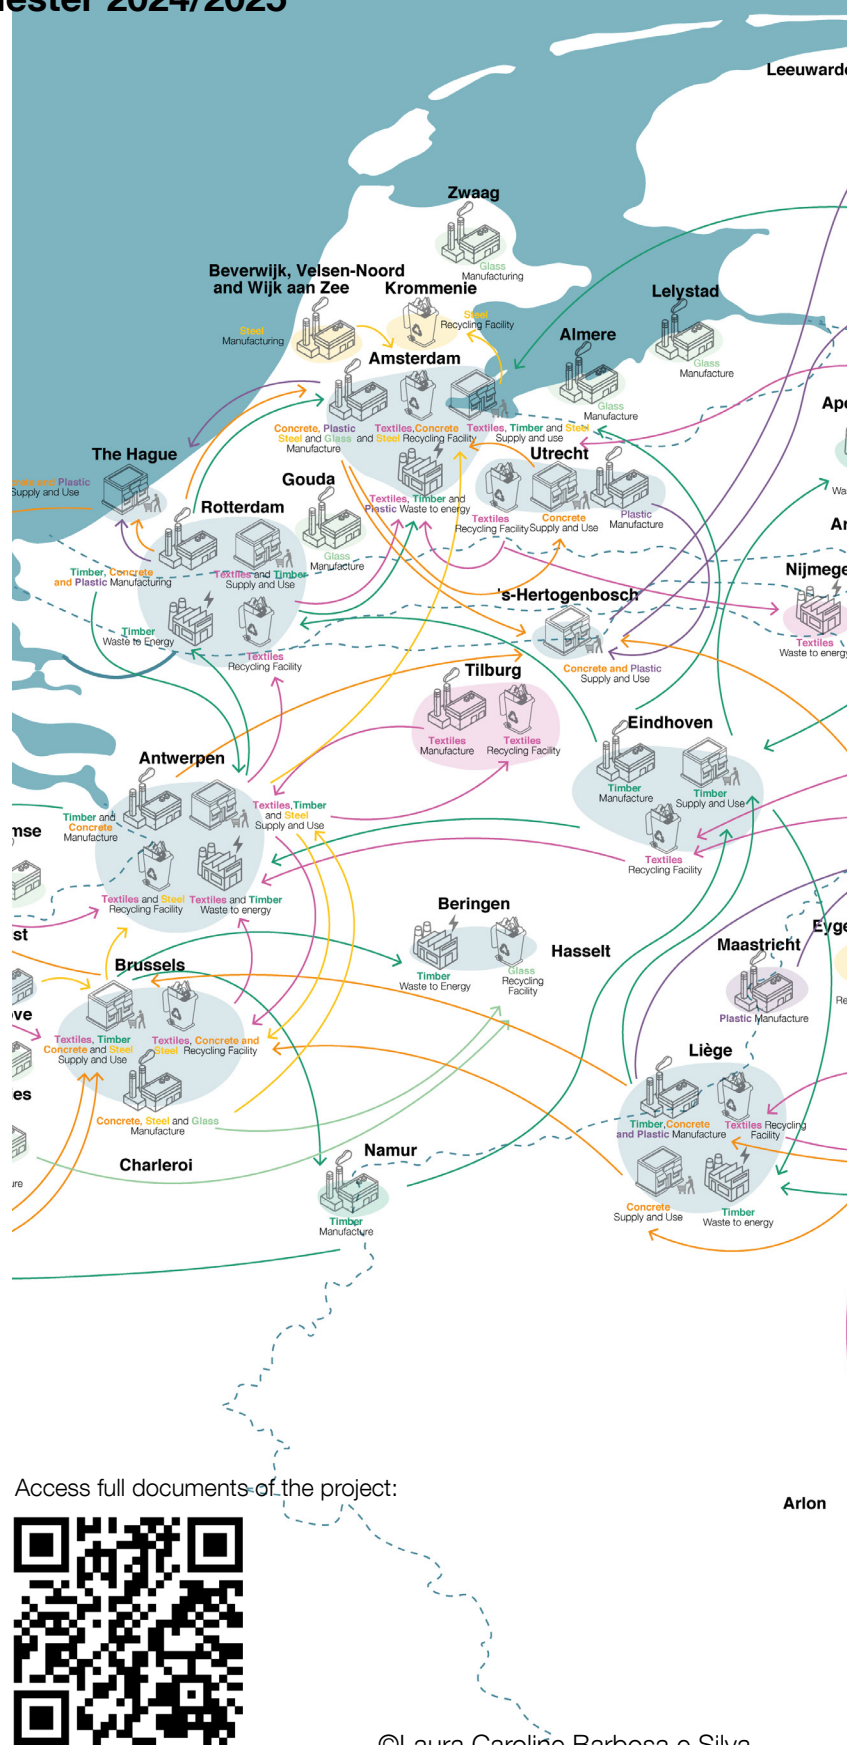 2024/2025
Zwaag
Glass
Manufacturing
Beverwijk, Velsen-Noord
and Wijk aan Zee
Steel
Manufacturing
Krommenie
Steel
Recycling Facility
Lelystad
Glass
Manufacture
Almere
Glass
Manufacture
Amsterdam
Concrete, Plastic
Steel and Glass
Manufacture
Textiles,Concrete
and Steel Recycling Facility
Textiles, Timber and Steel
Supply and use
Textiles, Timber and
Plastic Waste to energy
The Hague
Plastic
Supply and Use
Utrecht
Textiles
Recycling Facility
Concrete
Supply and Use
Plastic
Manufacture
Gouda
Glass
Manufacture
Rotterdam
Timber, Concrete
and Plastic Manufacturing
Textiles and Timber
Supply and Use
Timber
Waste to Energy
Textiles
Recycling Facility
Textiles
Waste to energy
's-Hertogenbosch
Concrete and Plastic
Supply and Use
Tilburg
Textiles
Manufacture
Textiles
Recycling Facility
Eindhoven
Timber
Manufacture
Timber
Supply and Use
Textiles
Recycling Facility
Antwerpen
Timber and
Concrete
Manufacture
Textiles,Timber
and Steel
Supply and Use
Textiles and Steel
Recycling Facility
Textiles and Timber
Waste to energy
Beringen
Timber
Waste to Energy
Glass
Recycling
Facility
Hasselt
Maastricht
Plastic Manufacture
Brussels
Textiles, Timber
Concrete and Steel
Supply and Use
Textiles, Concrete and
Steel Recycling Facility
Concrete, Steel and Glass
Manufacture
Liège
Timber,Concrete
and Plastic Manufacture
Textiles Recycling
Facility
Concrete
Supply and Use
Timber
Waste to energy
Charleroi
Namur
Timber
Manufacture
Access full documents of the project:
Arlon
©Laura Caroline Barbosa e Silva